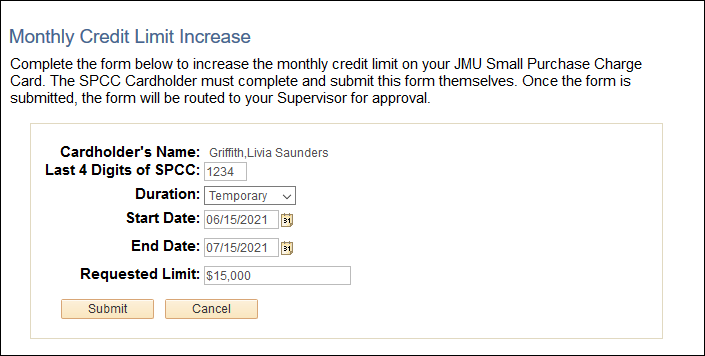 Monthly Credit Limit Increase
Complete the form below to increase the monthly credit limit on your JMU Small Purchase Charge
Card. The SPCC Cardholder must complete and submit this form themselves. Once the form is
submitted, the form will be routed to your Supervisor for approval.
Cardholder's Name: Griffith,Livia Saunders
Last 4 Digits of SPCC: 1234
Duration: Temporary
Start Date: 06/15/2021 31
End Date: 07/15/2021 31
Requested Limit: $15,000
Submit Cancel